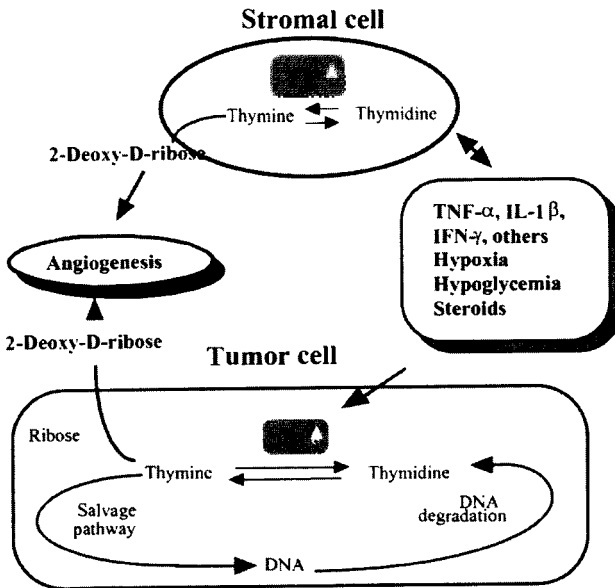 Stromal cell
Thymine
Thymidine
2-Deoxy-D-ribose
TNF-α, IL-1β,
IFN-γ, others
Hypoxia
Hypoglycemia
Steroids
Angiogenesis
2-Deoxy-D-ribose
Tumor cell
Ribose
Thymine
Thymidine
Salvage
pathway
DNA
degradation
DNA